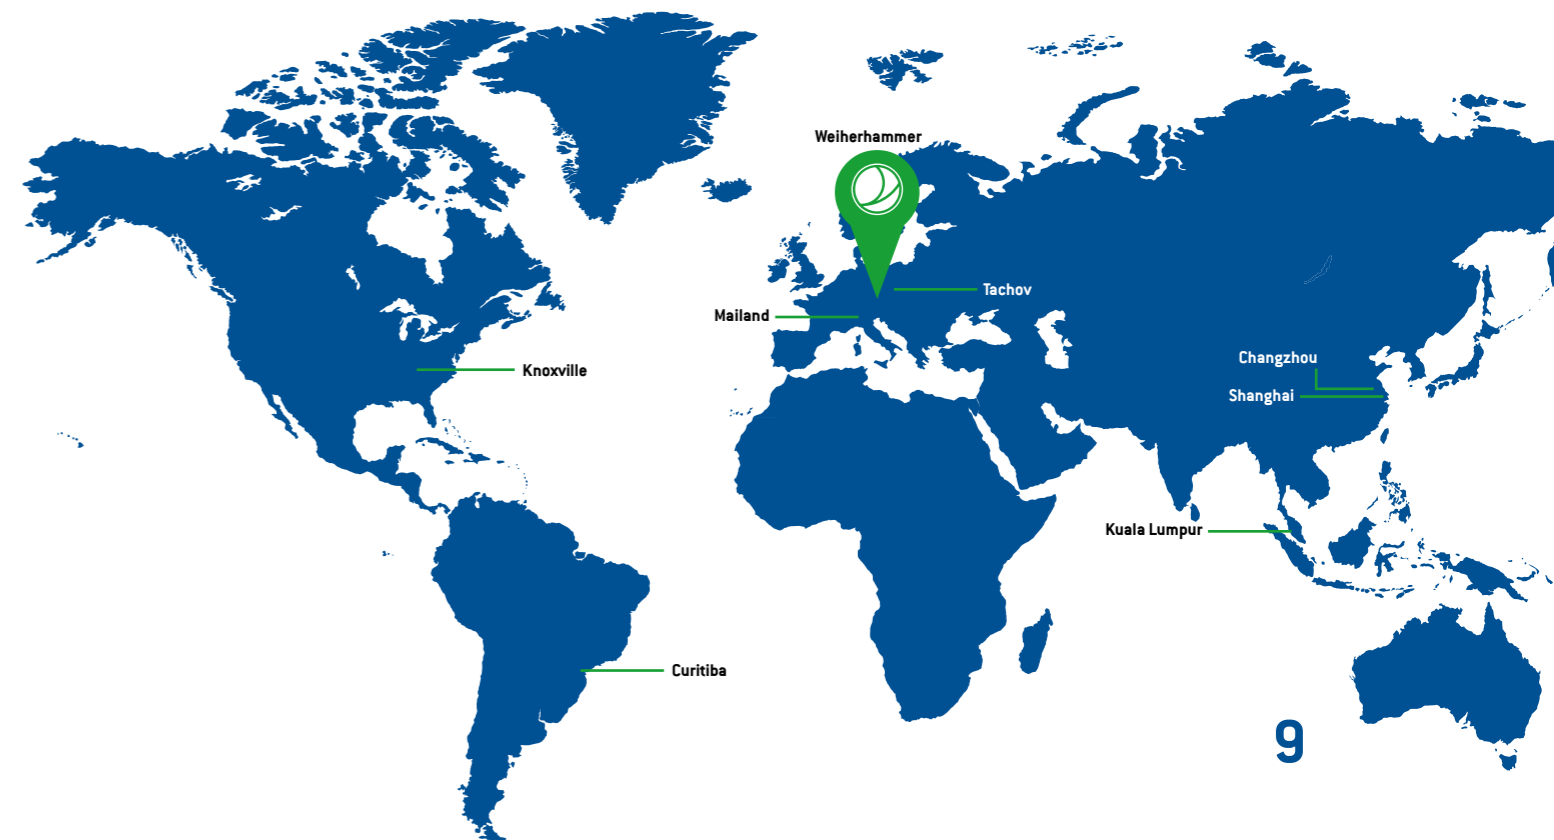 Weiherhammer
Tachov
Mailand
Changzhou
Knoxville
Shanghai
Kuala Lumpur
Curitiba
9